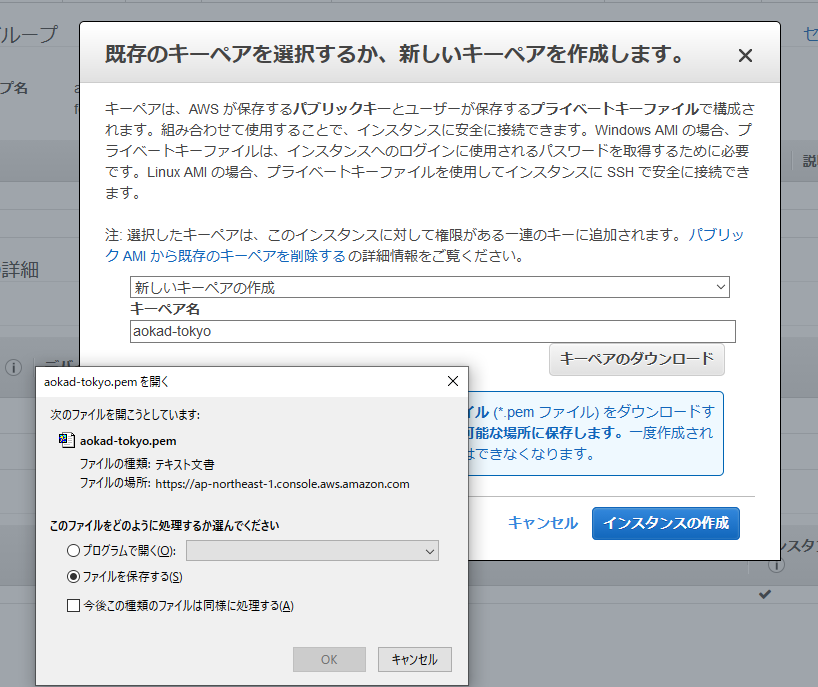 ループ
プ名
既存のキーペアを選択するか、新しいキーペアを作成します。
キーペアは、AWS が保存するパブリックキーとユーザーが保存するプライベートキーファイルで構成さ
れます。組み合わせて使用することで、インスタンスに安全に接続できます。Windows AMI の場合、プ
ライベートキーファイルは、インスタンスへのログインに使用されるパスワードを取得するために必要
です。Linux AMI の場合、プライベートキーファイルを使用してインスタンスに SSH で安全に接続でき
ます。
注: 選択したキーペアは、このインスタンスに対して権限がある一連のキーに追加されます。 パブリッ
ク AMI から既存のキーペアを削除する の詳細情報をご覧ください。
新しいキーペアの作成
キーペア名
aokad-tokyo
キーペアのダウンロード
イル (*.pem ファイル) をダウンロードす
可能な場所に保存します。一度作成され
はできなくなります。
キャンセル
インスタンスの作成
の詳細
aokad-tokyo.pem を開く
次のファイルを開こうとしています:
aokad-tokyo.pem
ファイルの種類: テキスト文書
ファイルの場所: https://ap-northeast-1.console.aws.amazon.com
このファイルをどのように処理するか選んでください
プログラムで開く(O):
ファイルを保存する(S)
今後この種類のファイルは同様に処理する(A)
OK
キャンセル